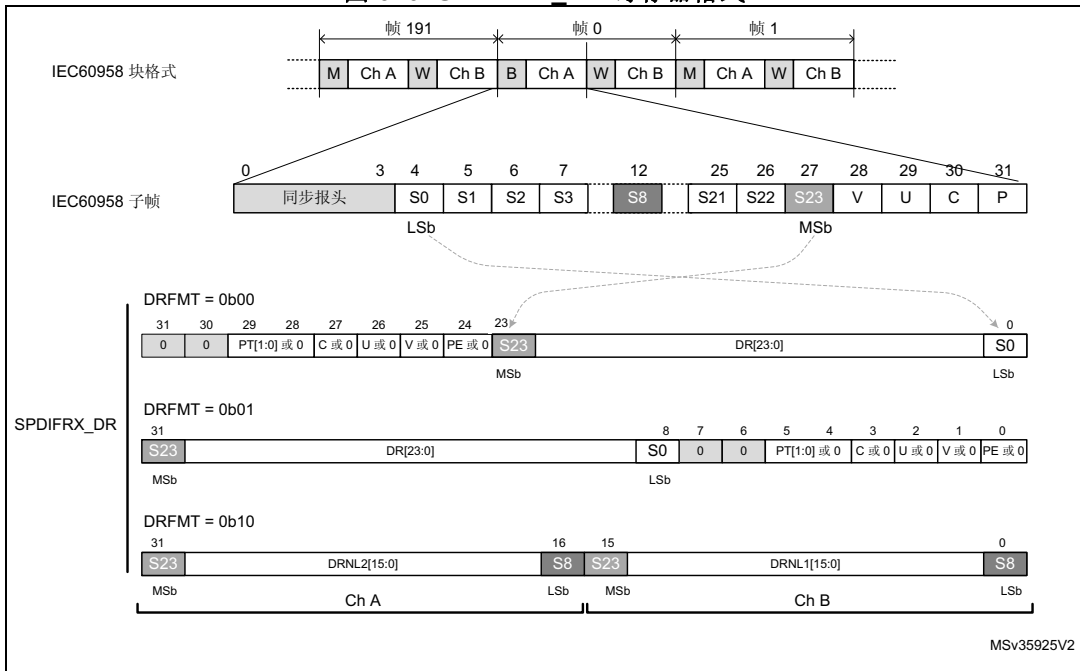 帧 191 帧 0 帧 1
IEC60958 块格式 M Ch A W Ch B B Ch A W Ch B M Ch A W Ch B
0 3 4 5 6 7 12 25 26 27 28 29 30 31
IEC60958 子帧 同步报头 S0 S1 S2 S3 S8 S21 S22 S23 V U C P
LSb MSb
DRFMT = 0b00
31 30 29 28 27 26 25 24 23 0
0 0 PT[1:0] 或 0 C 或 0 U 或 0 V 或 0 PE 或 0 S23 DR[23:0] S0
MSb LSb
SPDIFRX_DR
DRFMT = 0b01
31 8 7 6 5 4 3 2 1 0
S23 DR[23:0] S0 0 0 PT[1:0] 或 0 C 或 0 U 或 0 V 或 0 PE 或 0
MSb LSb
DRFMT = 0b10
31 16 15 0
S23 DRNL2[15:0] S8 S23 DRNL1[15:0] S8
MSb LSb MSb LSb
Ch A Ch B
MSv35925V2